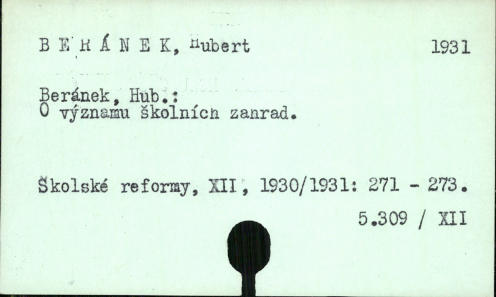 B E R Á N E K, Hubert 1931
Beránek, Hub.:
O významu školních zahrad.
Školské reformy, XII, 1930/1931: 271 - 273.
5.309 / XII